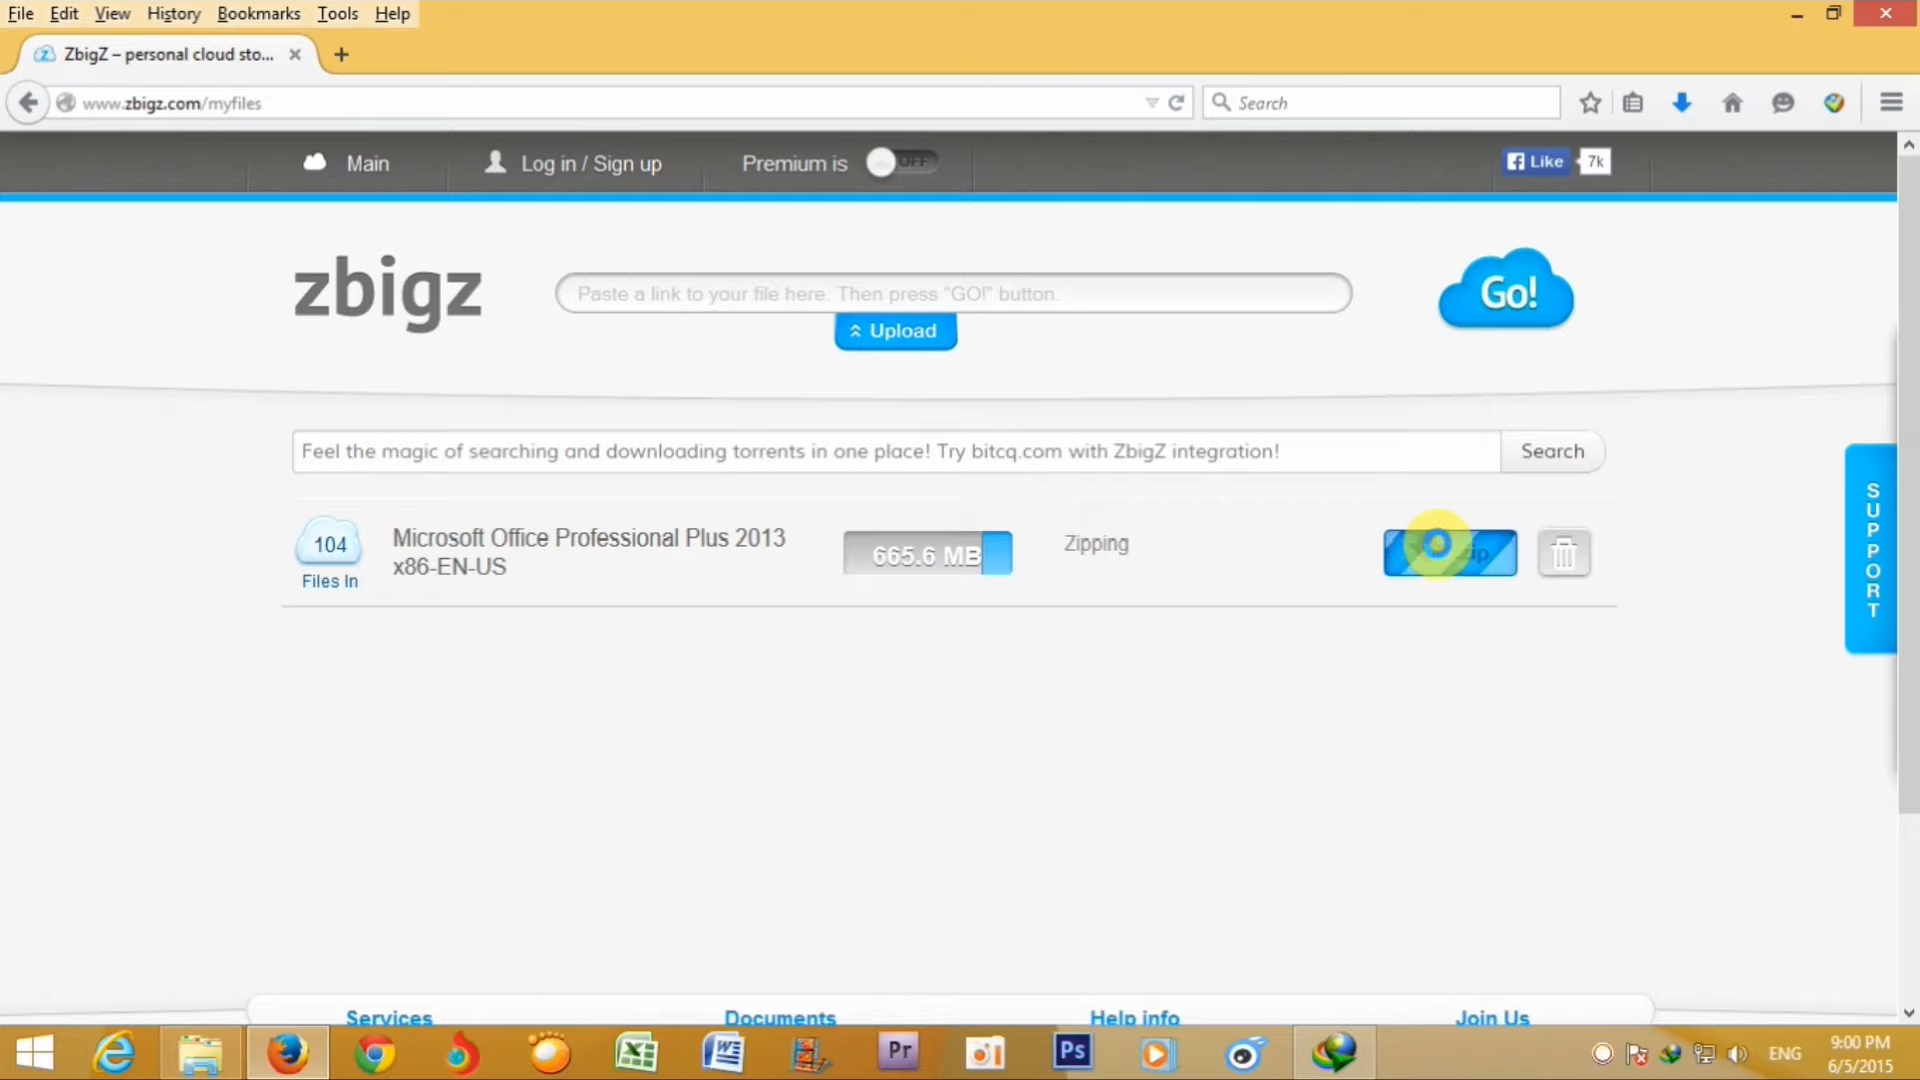 File Edit View History Bookmarks Tools Help
ZbigZ – personal cloud sto...
www.zbigz.com/myfiles
Search
Main
Log in / Sign up
Premium is
OFF
Like
7k
zbigz
Paste a link to your file here. Then press “GO!” button.
Go!
Upload
Feel the magic of searching and downloading torrents in one place! Try bitcq.com with ZbigZ integration!
Search
SUPPORT
104
Files In
Microsoft Office Professional Plus 2013
x86-EN-US
665.6 MB
Zipping
Services
Documents
Help info
Join Us
Pr
Ps
ENG
9:00 PM
6/5/2015